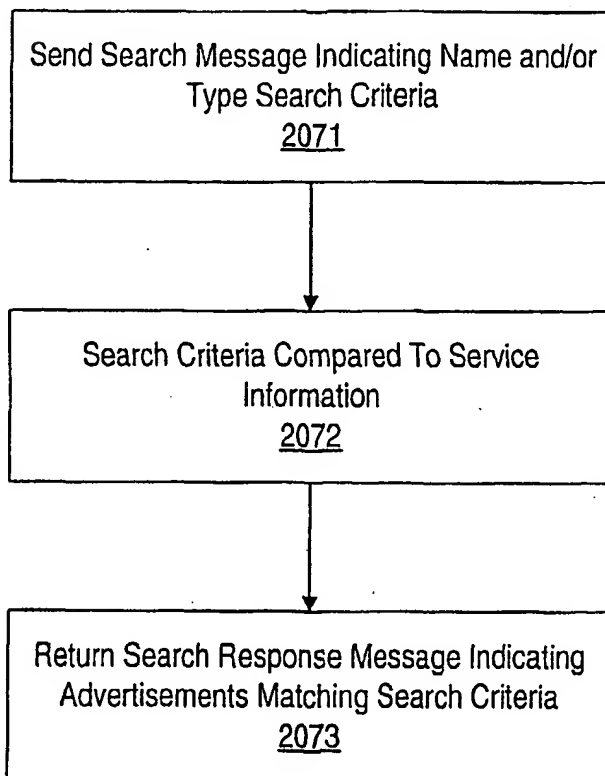 Send Search Message Indicating Name and/or
Type Search Criteria
2071
Search Criteria Compared To Service
Information
2072
Return Search Response Message Indicating
Advertisements Matching Search Criteria
2073